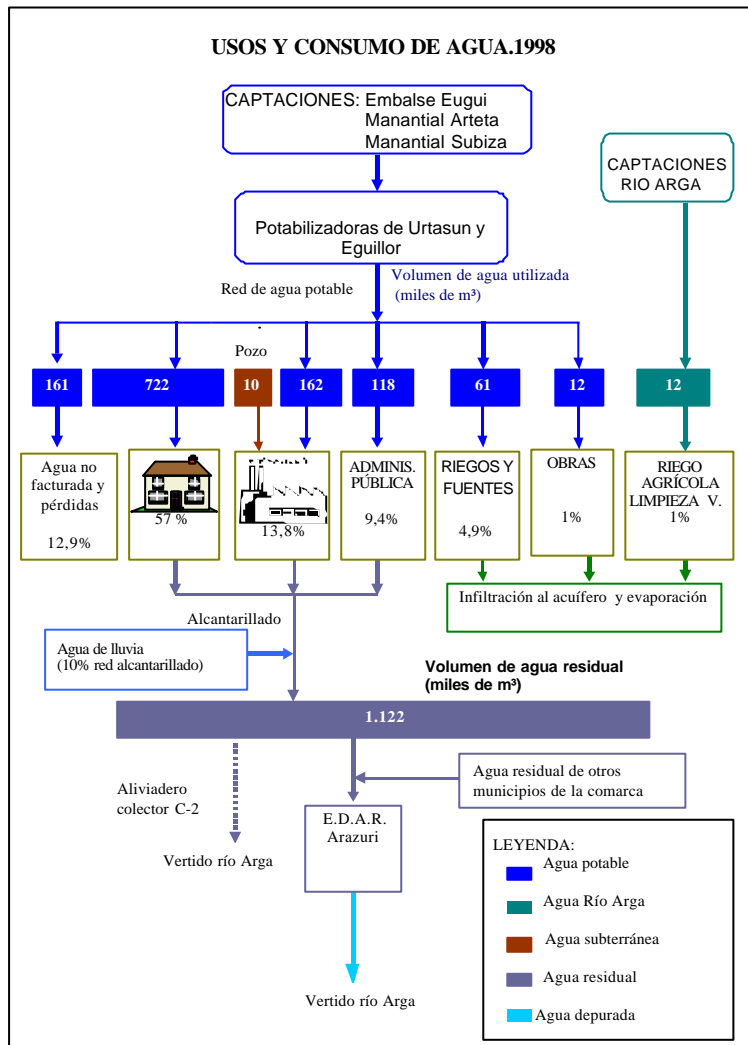 USOS Y CONSUMO DE AGUA.1998
CAPTACIONES: Embalse Eugui
Manantial Arteta
Manantial Subiza
CAPTACIONES
RIO ARGA
Potabilizadoras de Urtasun y
Eguillor
Red de agua potable
Volumen de agua utilizada
(miles de m³)
Pozo
161
722
10
162
118
61
12
12
Agua no
facturada y
pérdidas
12,9%
57 %
13,8%
ADMINIS.
PÚBLICA
9,4%
RIEGOS Y
FUENTES
4,9%
OBRAS
1%
RIEGO
AGRÍCOLA
LIMPIEZA V.
1%
Infiltración al acuífero y evaporación
Alcantarillado
Agua de lluvia
(10% red alcantarillado)
Volumen de agua residual
(miles de m³)
1.122
Aliviadero
colector C-2
Agua residual de otros
municipios de la comarca
E.D.A.R.
Arazuri
Vertido río Arga
Vertido río Arga
LEYENDA:
Agua potable
Agua Río Arga
Agua subterránea
Agua residual
Agua depurada